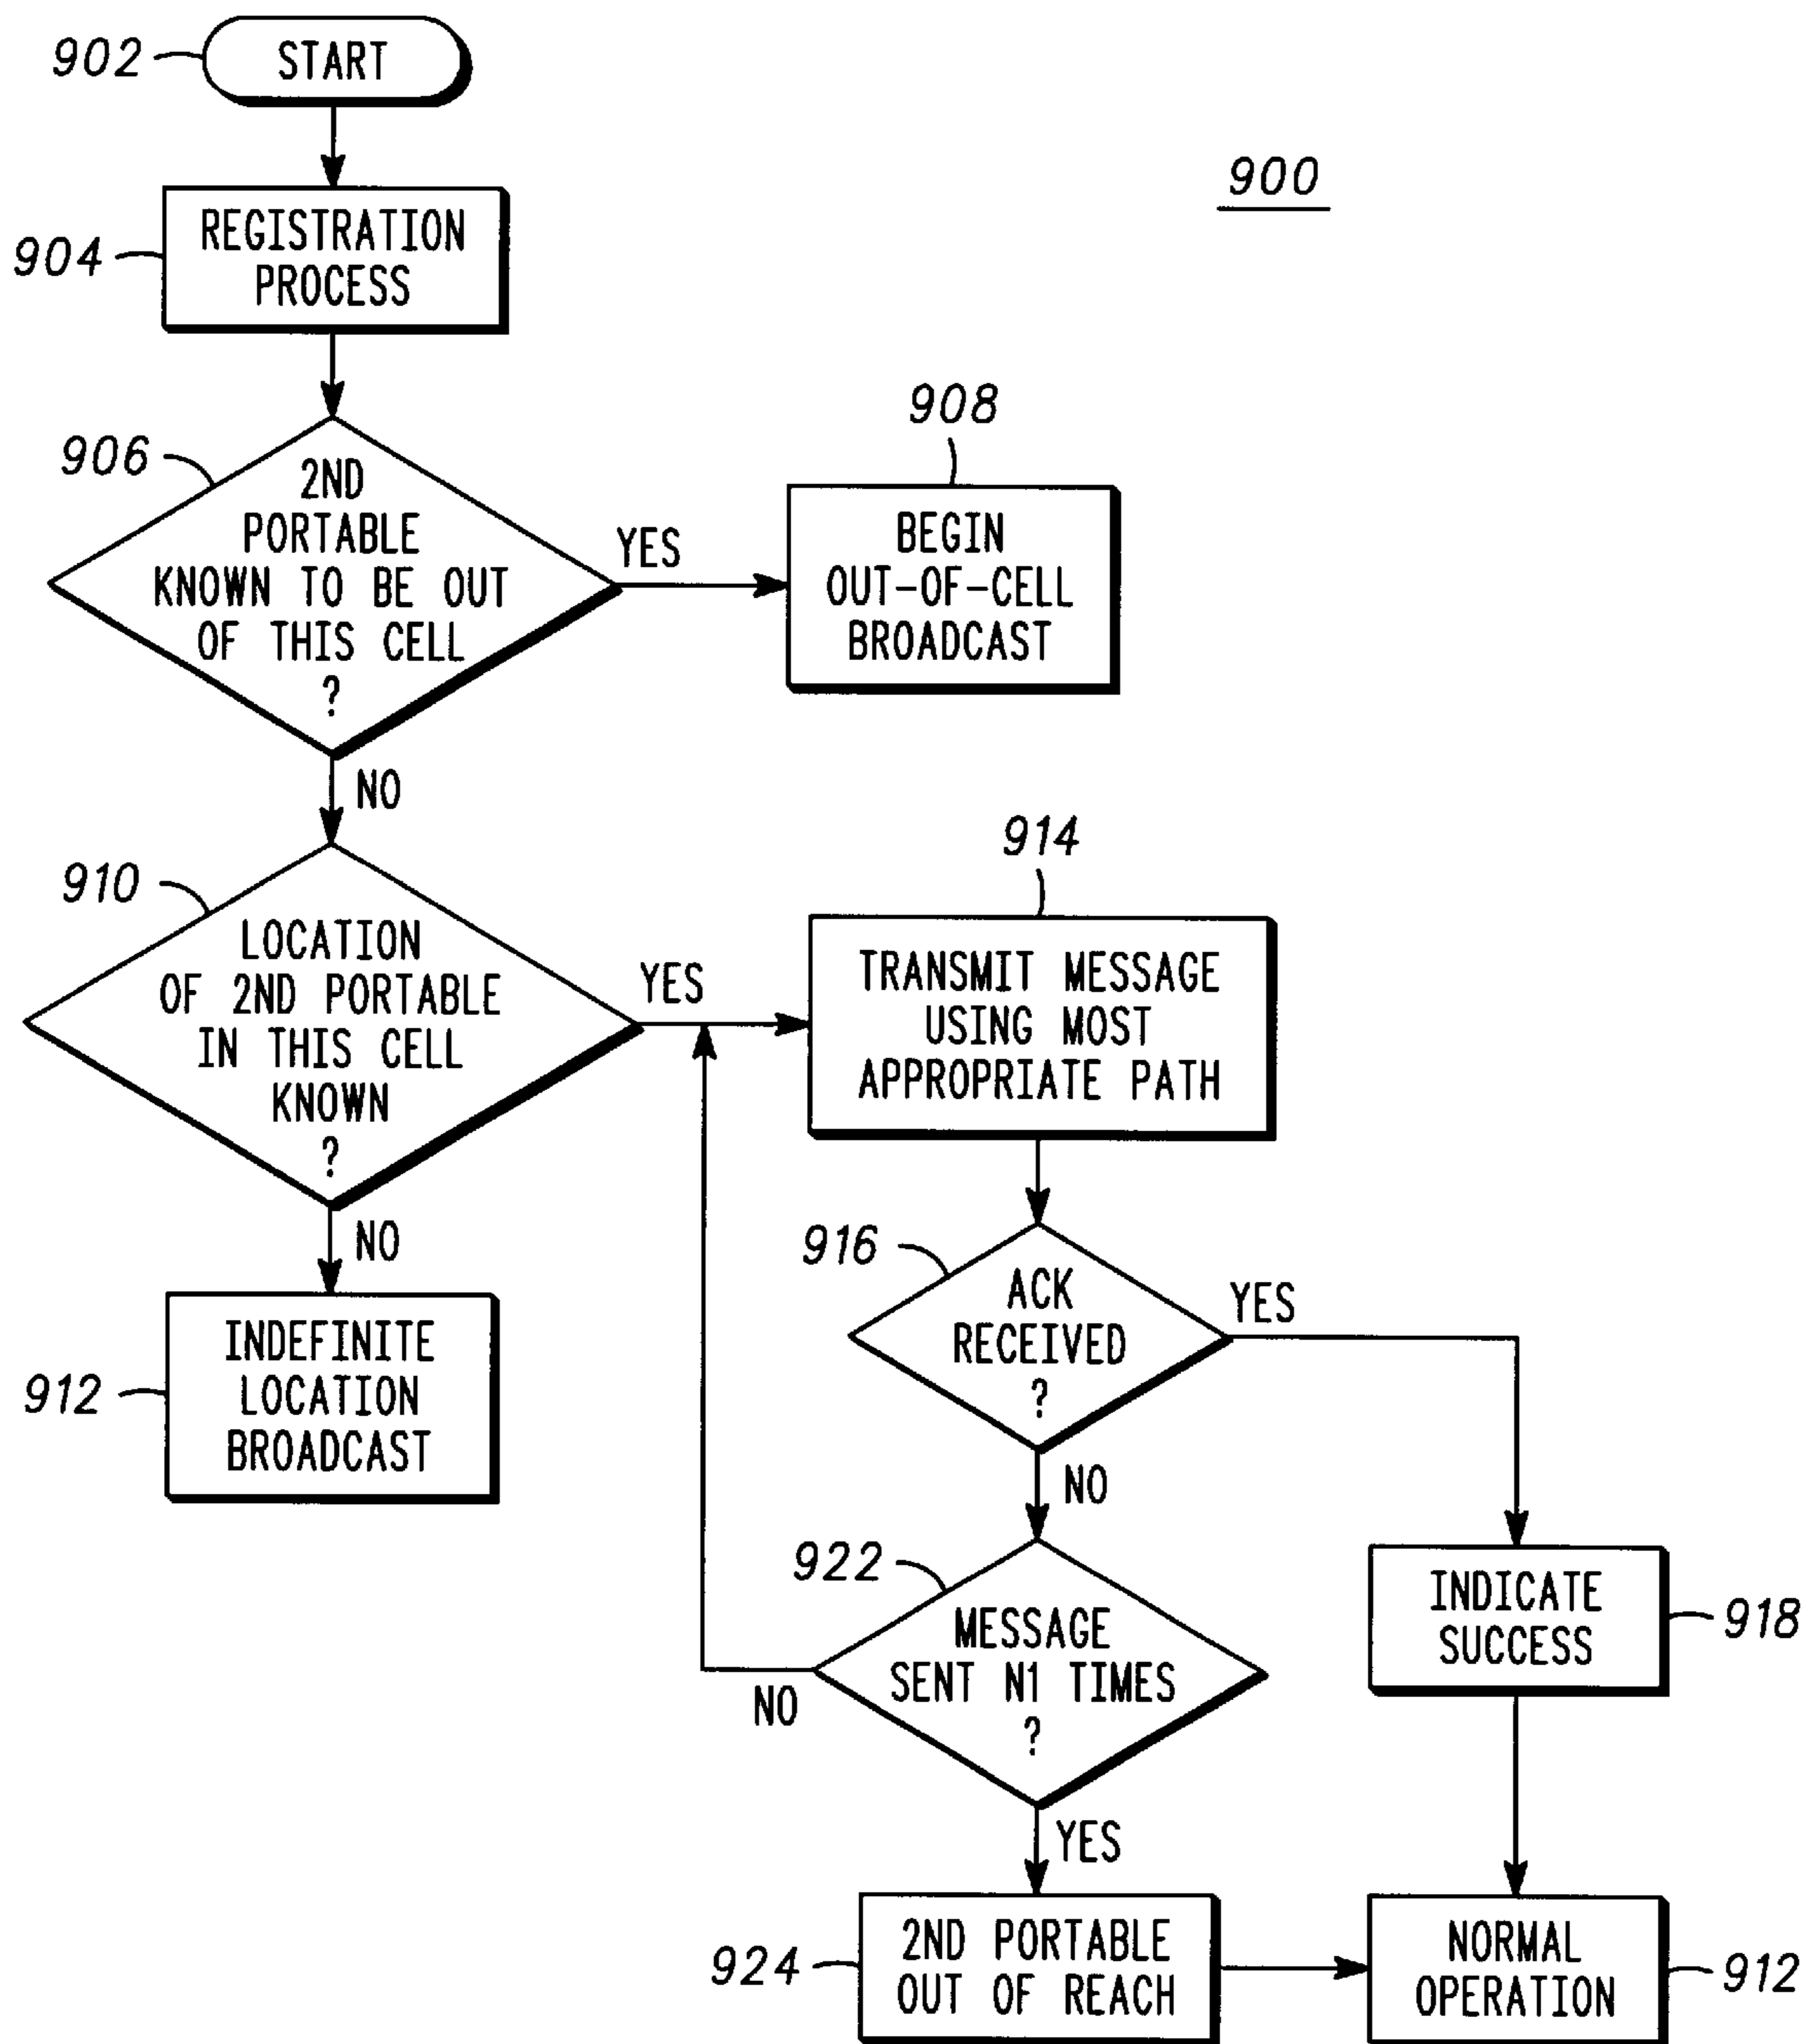 902
START
900
904
REGISTRATION
PROCESS
906
2ND
PORTABLE
KNOWN TO BE OUT
OF THIS CELL
?
YES
908
BEGIN
OUT-OF-CELL
BROADCAST
NO
910
LOCATION
OF 2ND PORTABLE
IN THIS CELL
KNOWN
?
YES
914
TRANSMIT MESSAGE
USING MOST
APPROPRIATE PATH
NO
912
INDEFINITE
LOCATION
BROADCAST
916
ACK
RECEIVED
?
YES
NO
922
MESSAGE
SENT N1 TIMES
?
NO
YES
INDICATE
SUCCESS
918
924
2ND PORTABLE
OUT OF REACH
NORMAL
OPERATION
912